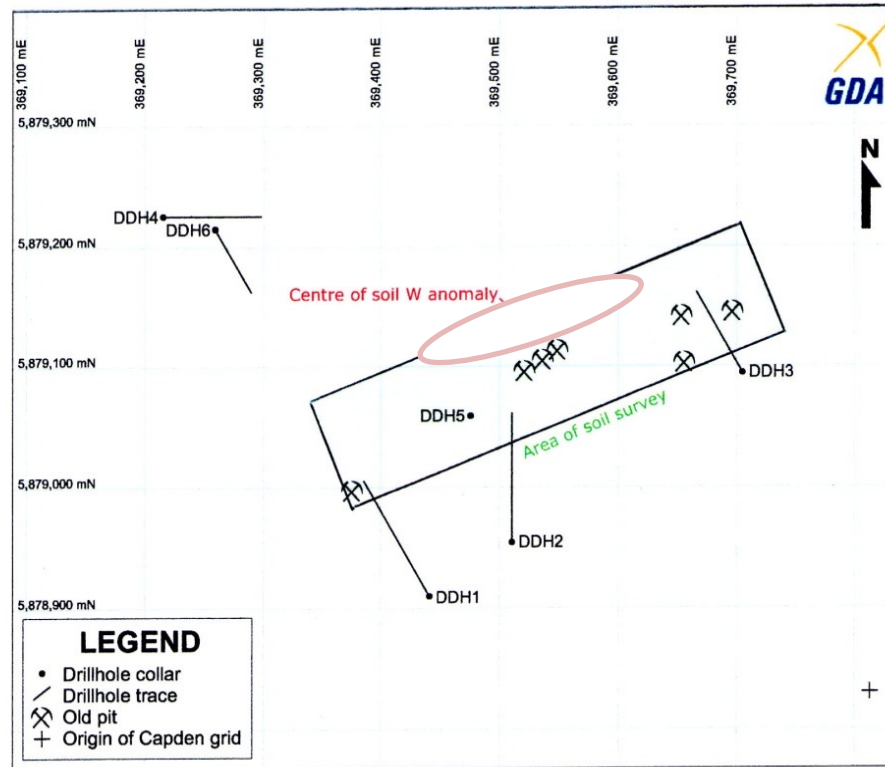 369,100 mE
369,200 mE
369,300 mE
369,400 mE
369,500 mE
369,600 mE
369,700 mE
GDA
5,879,300 mN
N
DDH4
DDH6
5,879,200 mN
Centre of soil W anomaly
5,879,100 mN
DDH3
DDH5
Area of soil survey
5,879,000 mN
DDH2
DDH1
5,878,900 mN
LEGEND
Drillhole collar
Drillhole trace
Old pit
Origin of Capden grid